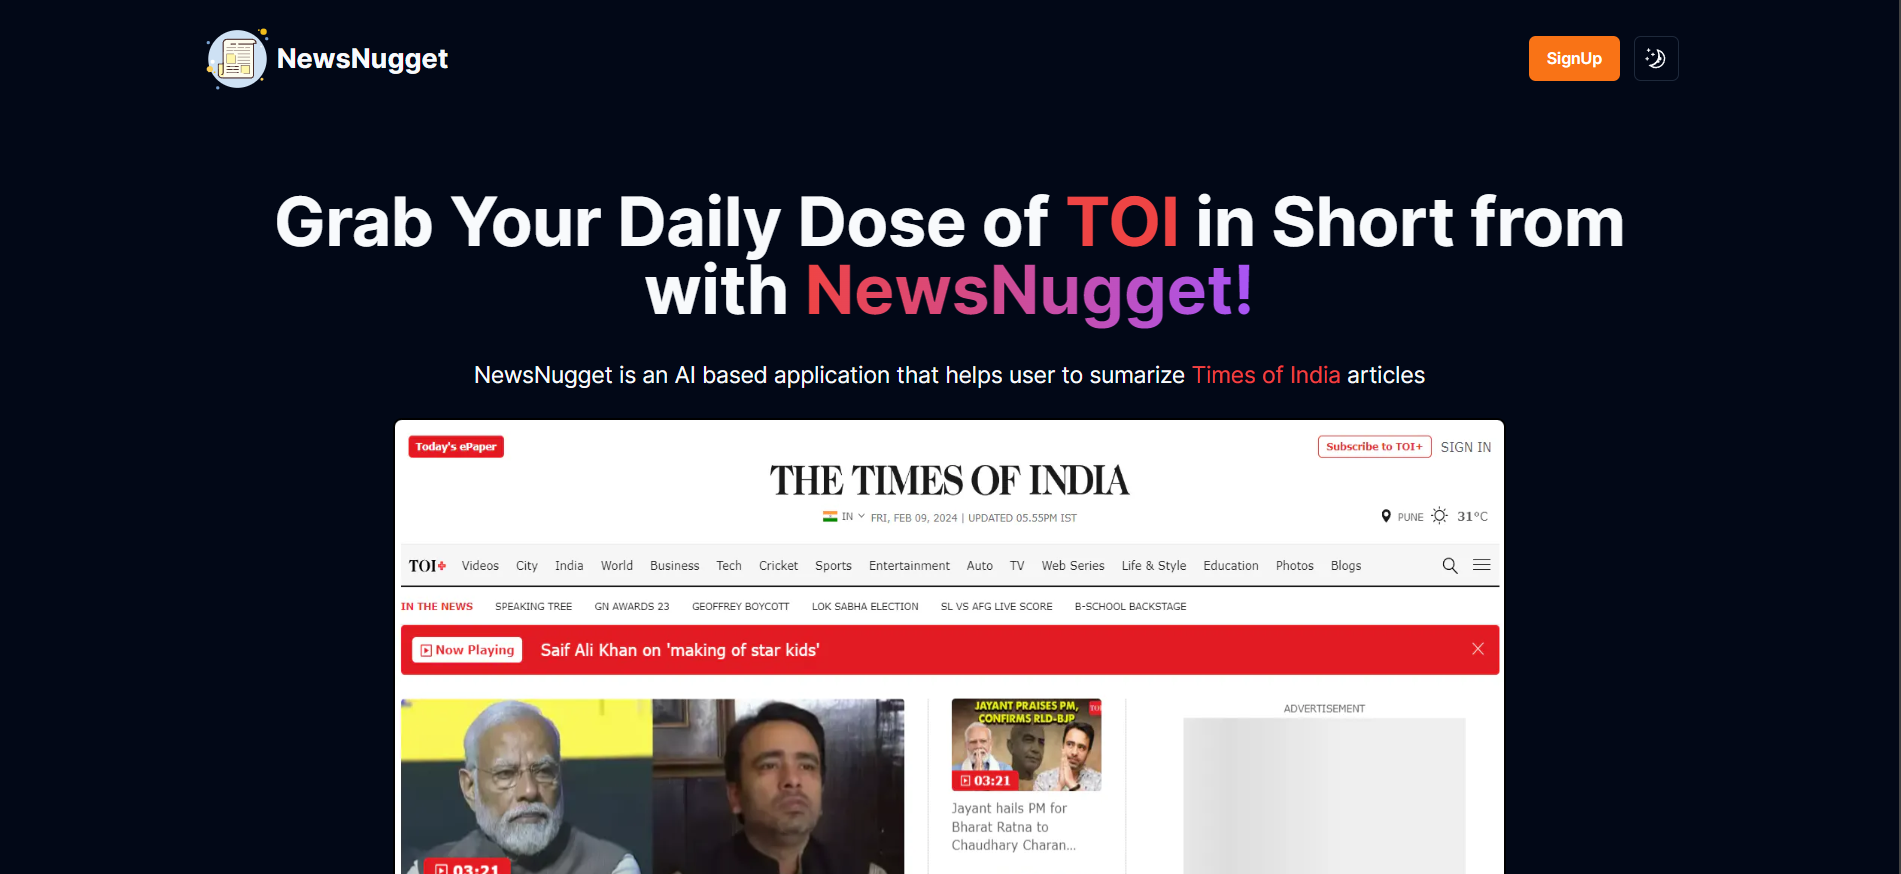 NewsNugget
SignUp
Grab Your Daily Dose of TOI in Short from
with NewsNugget!
NewsNugget is an AI based application that helps user to sumarize Times of India articles
Today's ePaper
Subscribe to TOI+ SIGN IN
THE TIMES OF INDIA
IN FRI, FEB 09, 2024 | UPDATED 05.55PM IST
PUNE 31°C
TOI+ Videos City India World Business Tech Cricket Sports Entertainment Auto TV Web Series Life & Style Education Photos Blogs
IN THE NEWS SPEAKING TREE GN AWARDS 23 GEOFFREY BOYCOTT LOK SABHA ELECTION SL VS AFG LIVE SCORE B-SCHOOL BACKSTAGE
Now Playing Saif Ali Khan on 'making of star kids'
03:21
JAYANT PRAISES PM,
CONFIRMS RLD-BJP
TOI
03:21
Jayant hails PM for
Bharat Ratna to
Chaudhary Charan...
ADVERTISEMENT